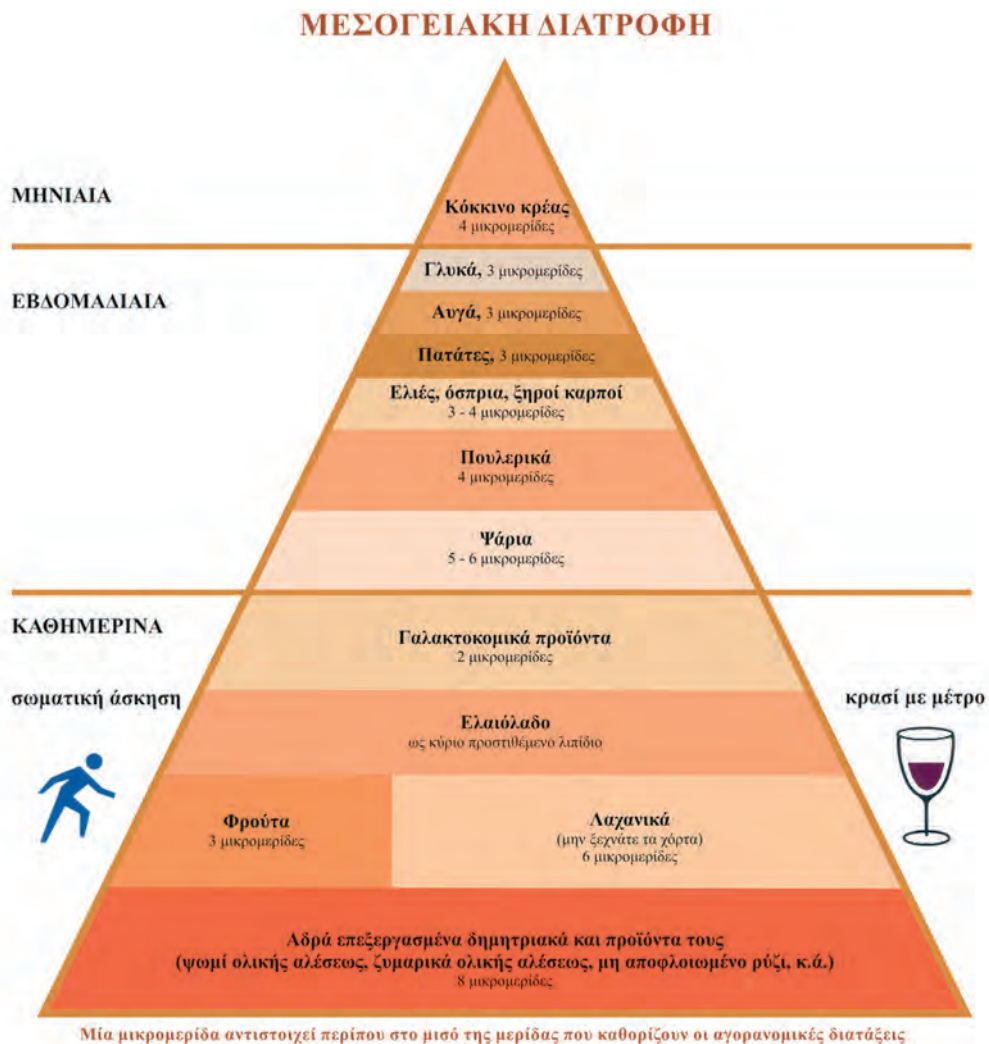 ΜΕΣΟΓΕΙΑΚΗ ΔΙΑΤΡΟΦΗ
ΜΗΝΙΑΙΑ
Κόκκινο κρέας
4 μικρομερίδες
Γλυκά, 3 μικρομερίδες
ΕΒΔΟΜΑΔΙΑΙΑ
Αυγά, 3 μικρομερίδες
Πατάτες, 3 μικρομερίδες
Ελιές, όσπρια, ξηροί καρποί
3 - 4 μικρομερίδες
Πουλερικά
4 μικρομερίδες
Ψάρια
5 - 6 μικρομερίδες
ΚΑΘΗΜΕΡΙΝΑ
Γαλακτοκομικά προϊόντα
2 μικρομερίδες
σωματική άσκηση
κρασί με μέτρο
Ελαιόλαδο
ως κύριο προστιθέμενο λιπίδιο
Φρούτα
3 μικρομερίδες
Λαχανικά
(μην ξεχνάτε τα χόρτα)
6 μικρομερίδες
Αδρά επεξεργασμένα δημητριακά και προϊόντα τους
(ψωμί ολικής αλέσεως, ζυμαρικά ολικής αλέσεως, μη αποφλοιωμένο ρύζι, κ.ά.)
8 μικρομερίδες
Μία μικρομερίδα αντιστοιχεί περίπου στο μισό της μερίδας που καθορίζουν οι αγορανομικές διατάξεις